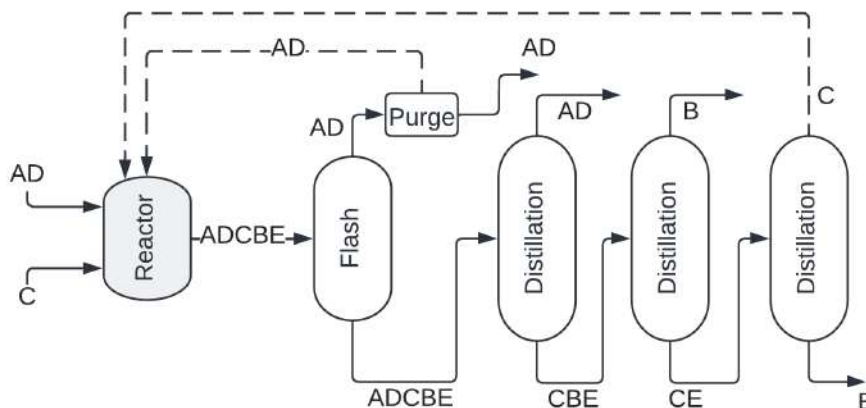 AD
AD
AD
Purge
AD
B
C
AD
C
Reactor
ADCBE
Flash
Distillation
Distillation
Distillation
ADCBE
CBE
CE